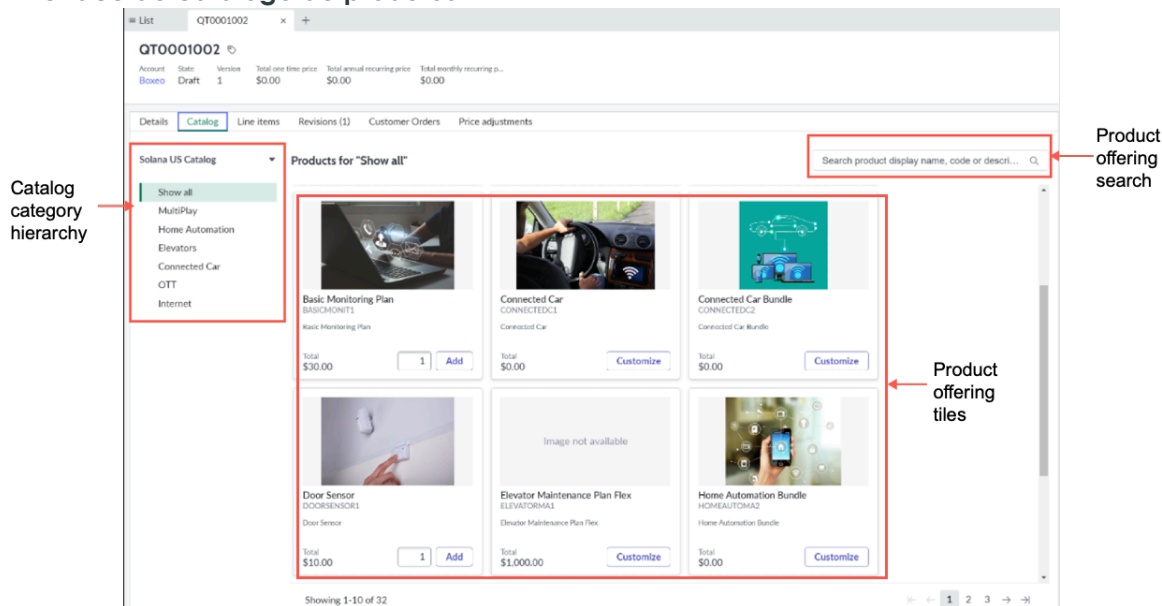 List
QT0001002 × +
QT0001002
Account State Version Total one time price Total annual recurring price Total monthly recurring p...
Boxeo Draft 1 $0.00 $0.00 $0.00
Details Catalog Line items Revisions (1) Customer Orders Price adjustments
Solana US Catalog
Products for "Show all"
Search product display name, code or descri...
Product
offering
search
Catalog
category
hierarchy
Show all
MultiPlay
Home Automation
Elevators
Connected Car
OTT
Internet
Basic Monitoring Plan
BASICMONIT1
Basic Monitoring Plan
Total
$30.00 1 Add
Connected Car
CONNECTEDC1
Connected Car
Total
$0.00 Customize
Connected Car Bundle
CONNECTEDC2
Connected Car Bundle
Total
$0.00 Customize
Product
offering
tiles
Door Sensor
DOORSENSOR1
Door Sensor
Total
$10.00 1 Add
Image not available
Elevator Maintenance Plan Flex
ELEVATORMA1
Elevator Maintenance Plan Flex
Total
$1,000.00 Customize
Home Automation Bundle
HOMEAUTOMA2
Home Automation Bundle
Total
$0.00 Customize
Showing 1-10 of 32
1 2 3